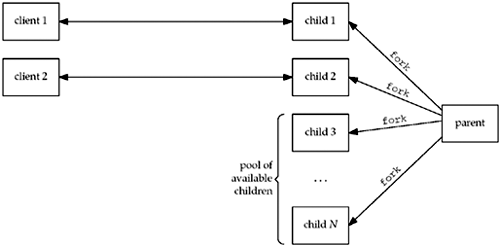 client 1
child 1
fork
client 2
child 2
fork
child 3
fork
parent
pool of
available
children
. . .
fork
child N